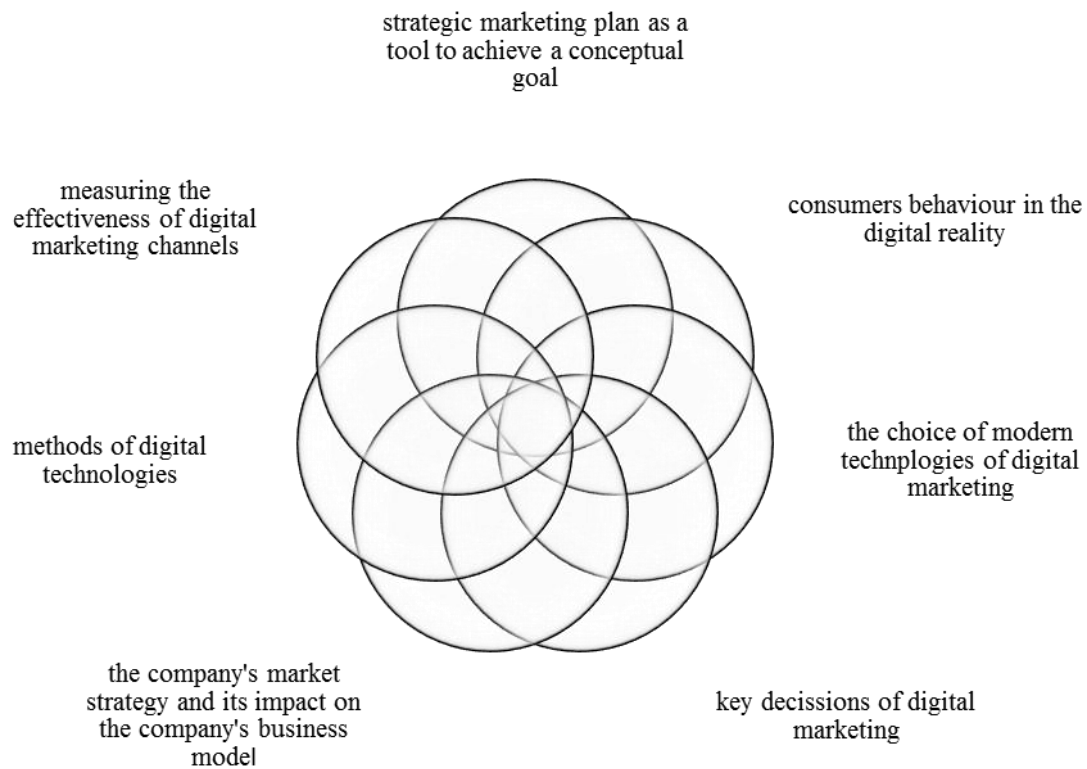 strategic marketing plan as a
tool to achieve a conceptual
goal
measuring the
effectiveness of digital
marketing channels
consumers behaviour in the
digital reality
methods of digital
technologies
the choice of modern
technplogies of digital
marketing
the company's market
strategy and its impact on
the company's business
model
key decissions of digital
marketing